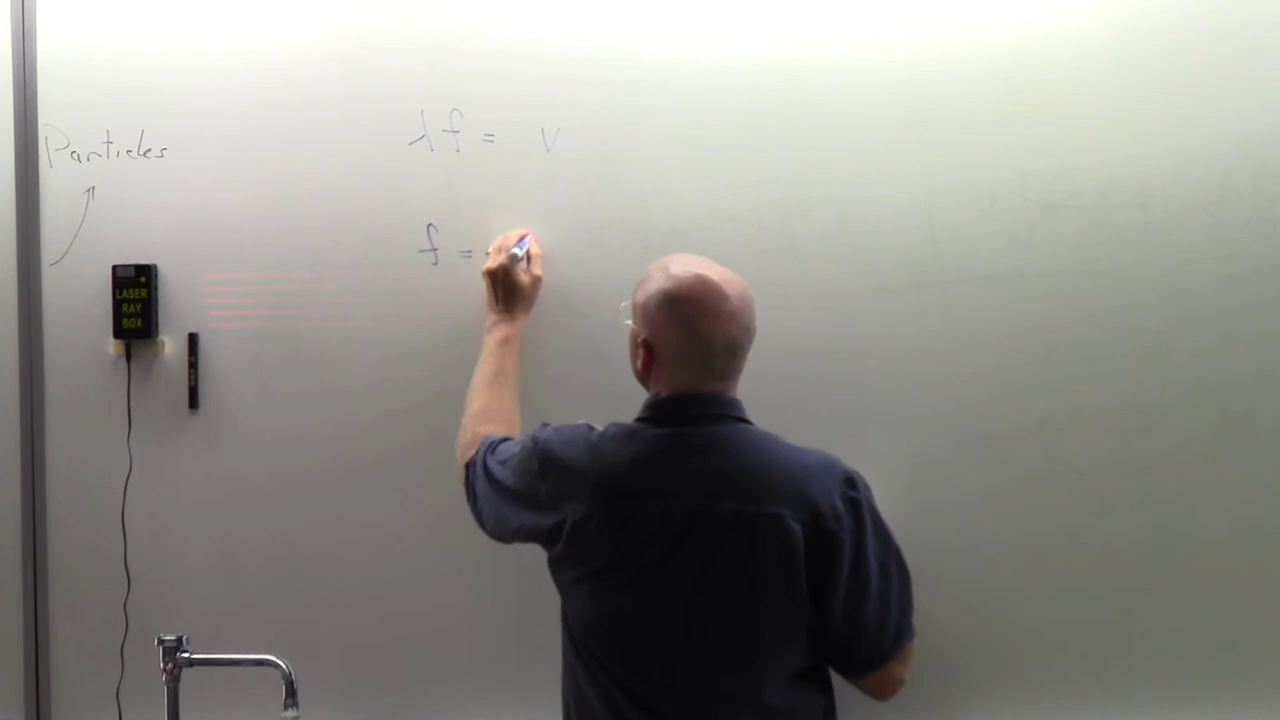 λf = v
Particles
f =
LASER
RAY
BOX